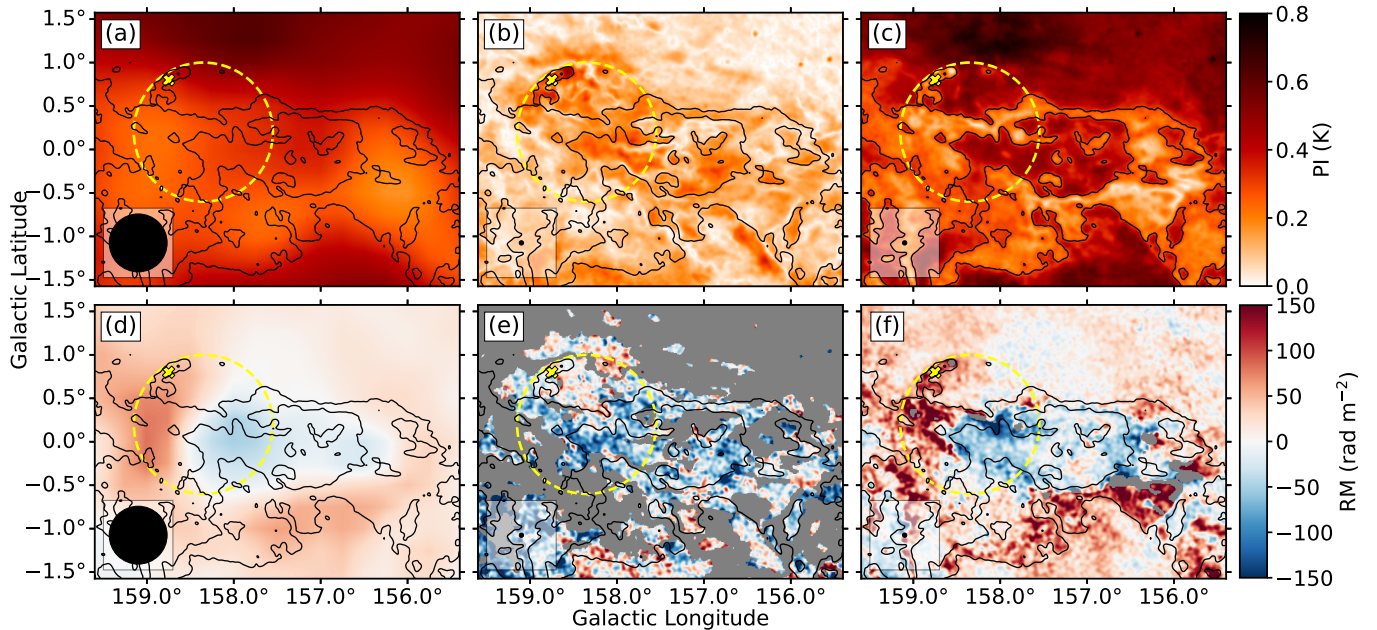 (a)
(b)
(c)
1.5°
1.0°
0.5°
0.0°
−0.5°
−1.0°
−1.5°
0.8
0.6
0.4
0.2
0.0
PI (K)
Galactic Latitude
(d)
(e)
(f)
1.5°
1.0°
0.5°
0.0°
−0.5°
−1.0°
−1.5°
150
100
50
0
−50
−100
−150
RM (rad m⁻²)
159.0° 158.0° 157.0° 156.0° 159.0° 158.0° 157.0° 156.0° 159.0° 158.0° 157.0° 156.0°
Galactic Longitude